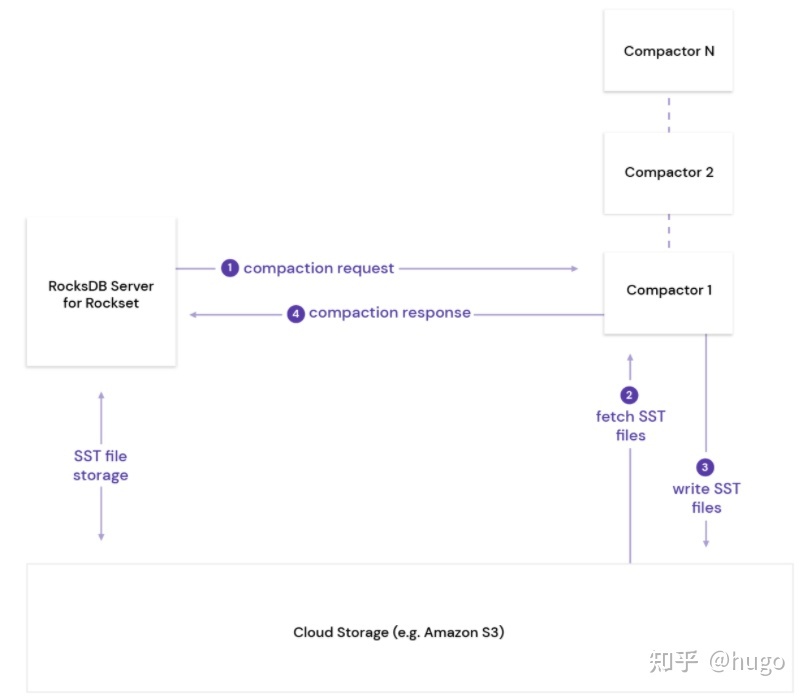 Compactor N
Compactor 2
RocksDB Server
for Rockset
1 compaction request
Compactor 1
4 compaction response
2
fetch SST
files
SST file
storage
3
write SST
files
Cloud Storage (e.g. Amazon S3)
知乎 @hugo